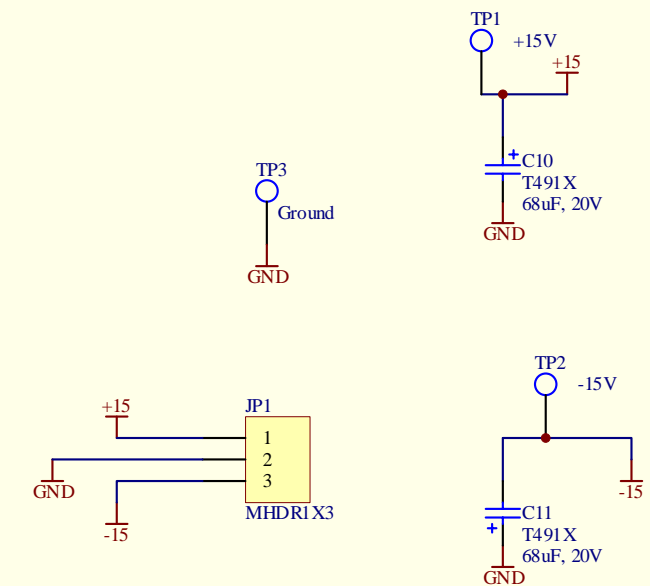 TP1
+15V
+15
C10
T491X
68uF, 20V
GND
TP3
Ground
GND
TP2
-15V
-15
C11
T491X
68uF, 20V
GND
JP1
+15
1
2
3
GND
-15
MHDR1X3